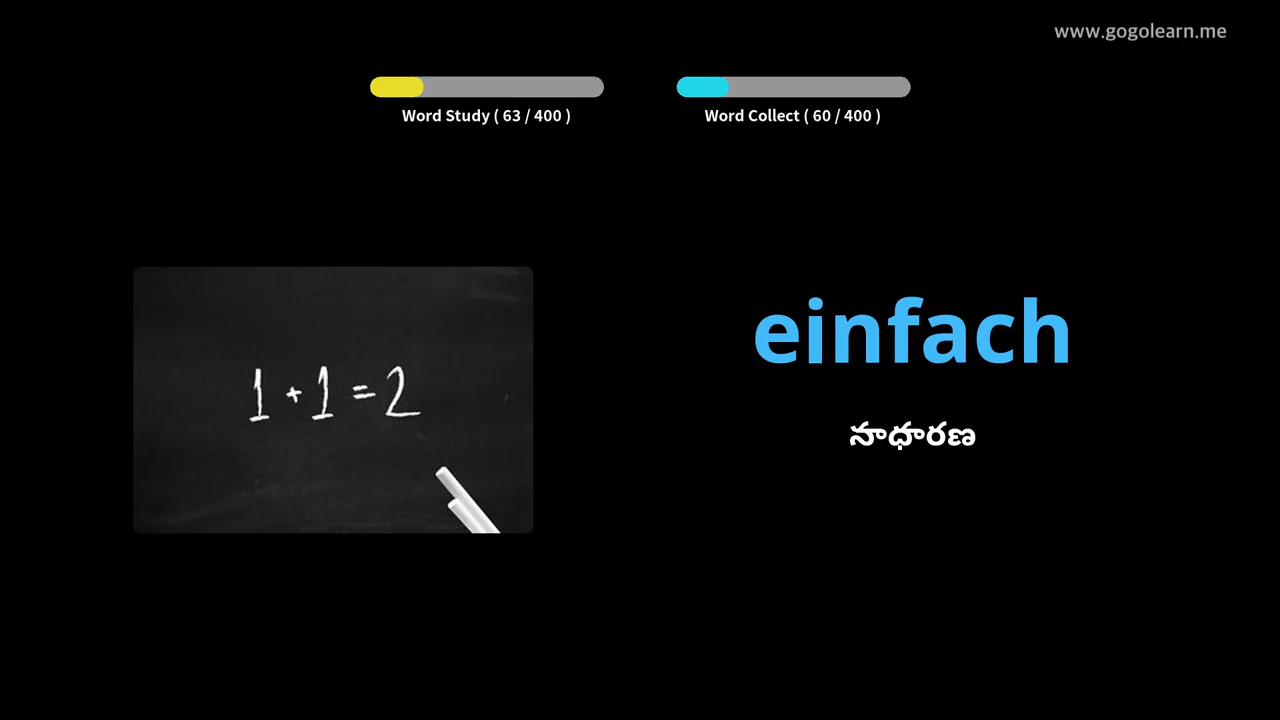 www.gogolearn.me
Word Study ( 63 / 400 )
Word Collect ( 60 / 400 )
1 + 1 = 2
einfach
సాధారణ